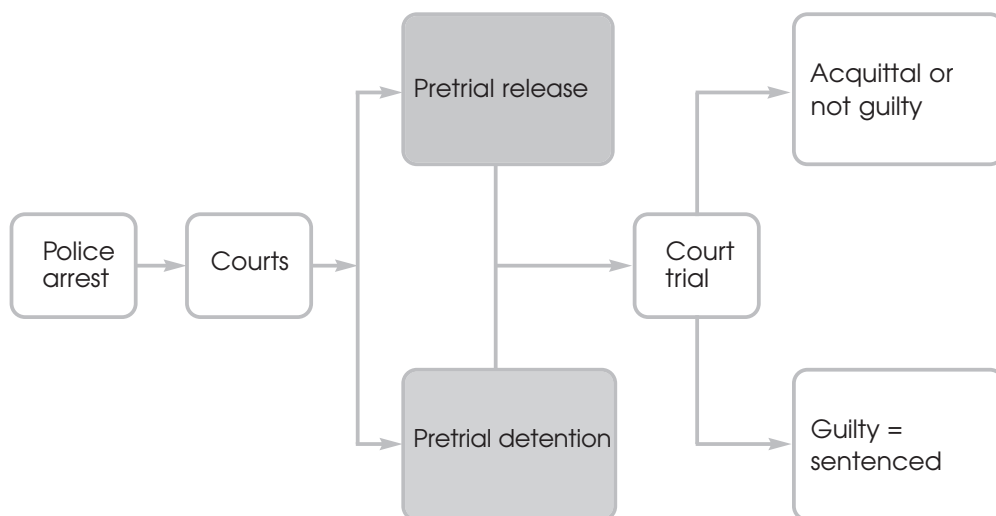 Police
arrest
Courts
Pretrial release
Pretrial detention
Court
trial
Acquittal or
not guilty
Guilty =
sentenced